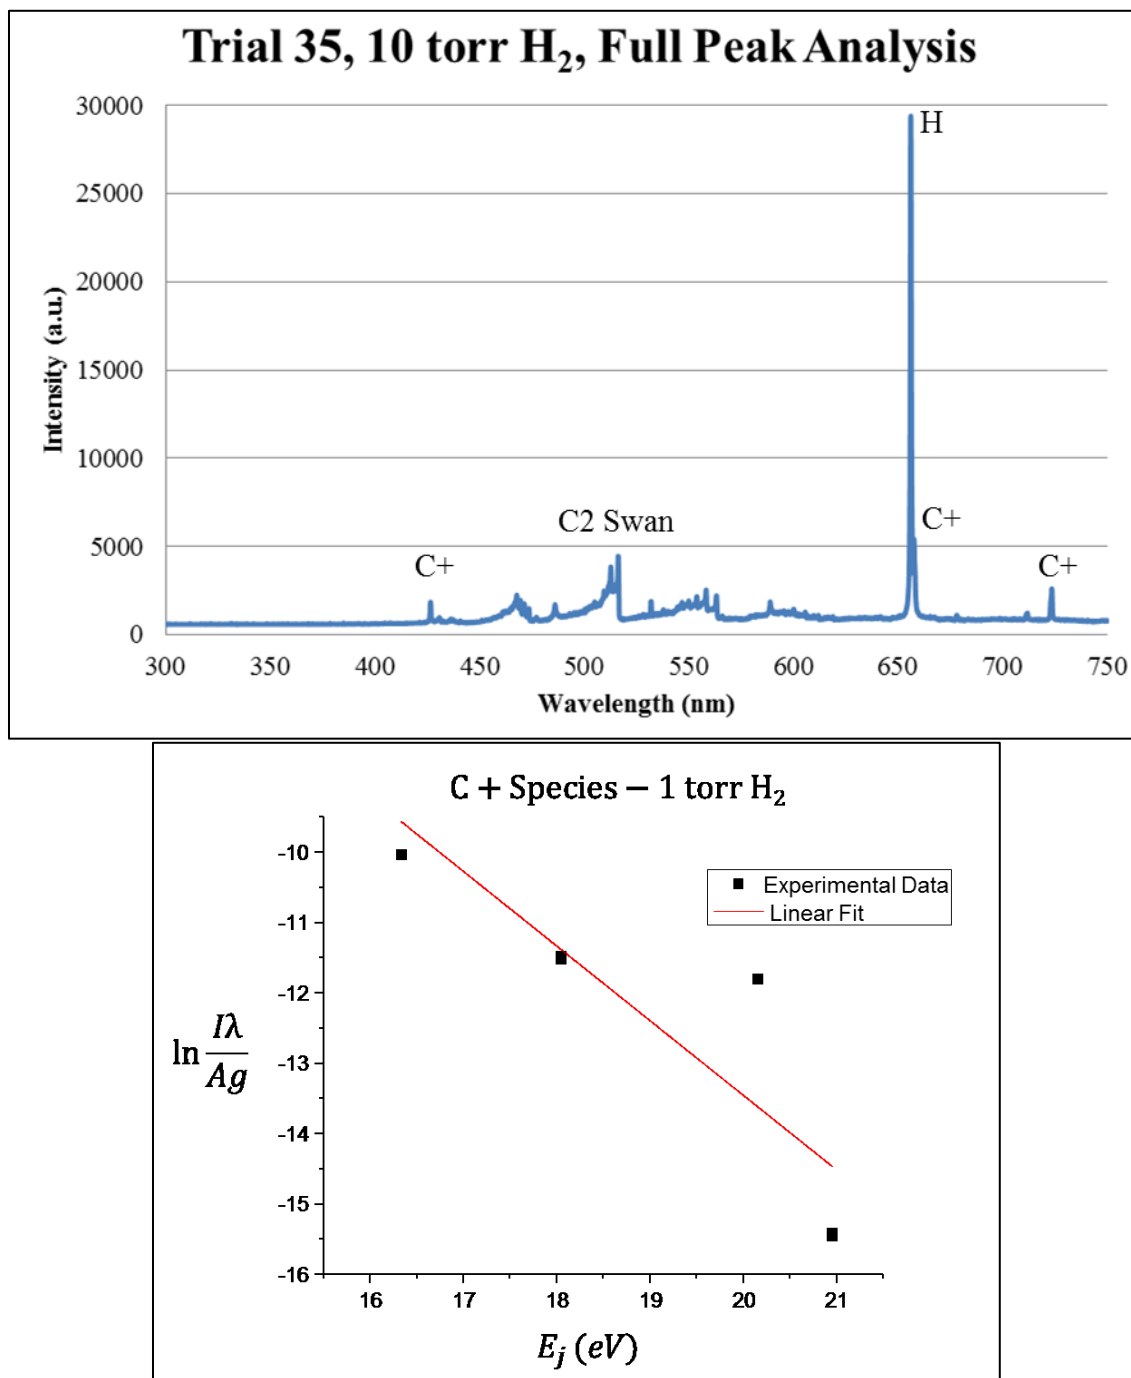 Trial 35, 10 torr H₂, Full Peak Analysis
30000
25000
20000
15000
10000
5000
0
Intensity (a.u.)
H
C+
C2 Swan
C+
C+
300 350 400 450 500 550 600 650 700 750
Wavelength (nm)
C + Species − 1 torr H₂
-10
-11
-12
-13
-14
-15
-16
Experimental Data
Linear Fit
ln Iλ/Ag
16 17 18 19 20 21
E_j (eV)